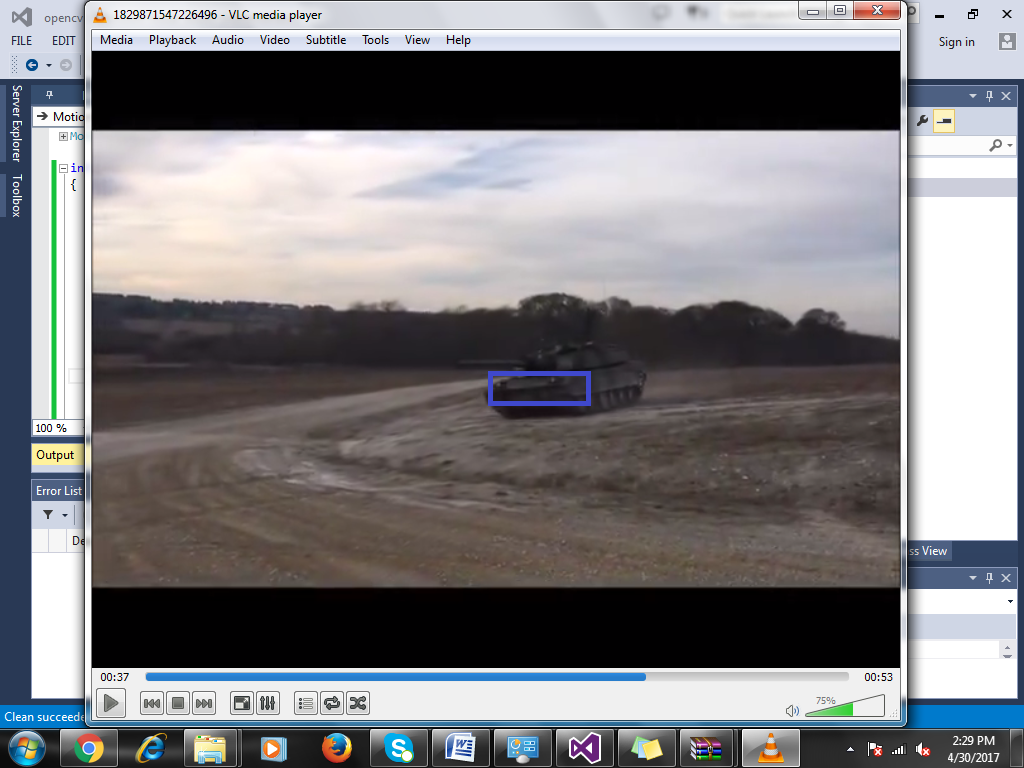 1829871547226496 - VLC media player
opencv
FILE EDIT
Sign in
Media Playback Audio Video Subtitle Tools View Help
Server Explorer
Toolbox
Motio
Mo
in
{
100 %
Output
Error List
De
ss View
00:37
00:53
75%
Clean succeede
2:29 PM
4/30/2017